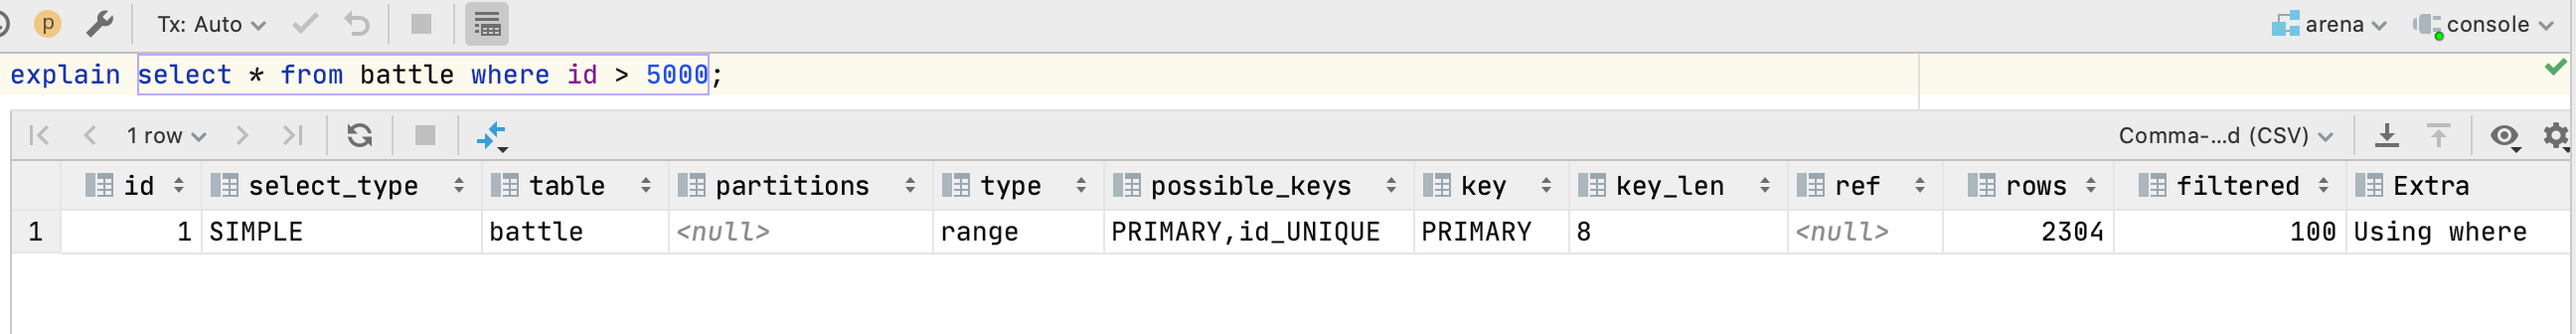 p Tx: Auto arena console
explain select * from battle where id > 5000;
1 row Comma-...d (CSV)
id select_type table partitions type possible_keys key key_len ref rows filtered Extra
1 1 SIMPLE battle <null> range PRIMARY,id_UNIQUE PRIMARY 8 <null> 2304 100 Using where